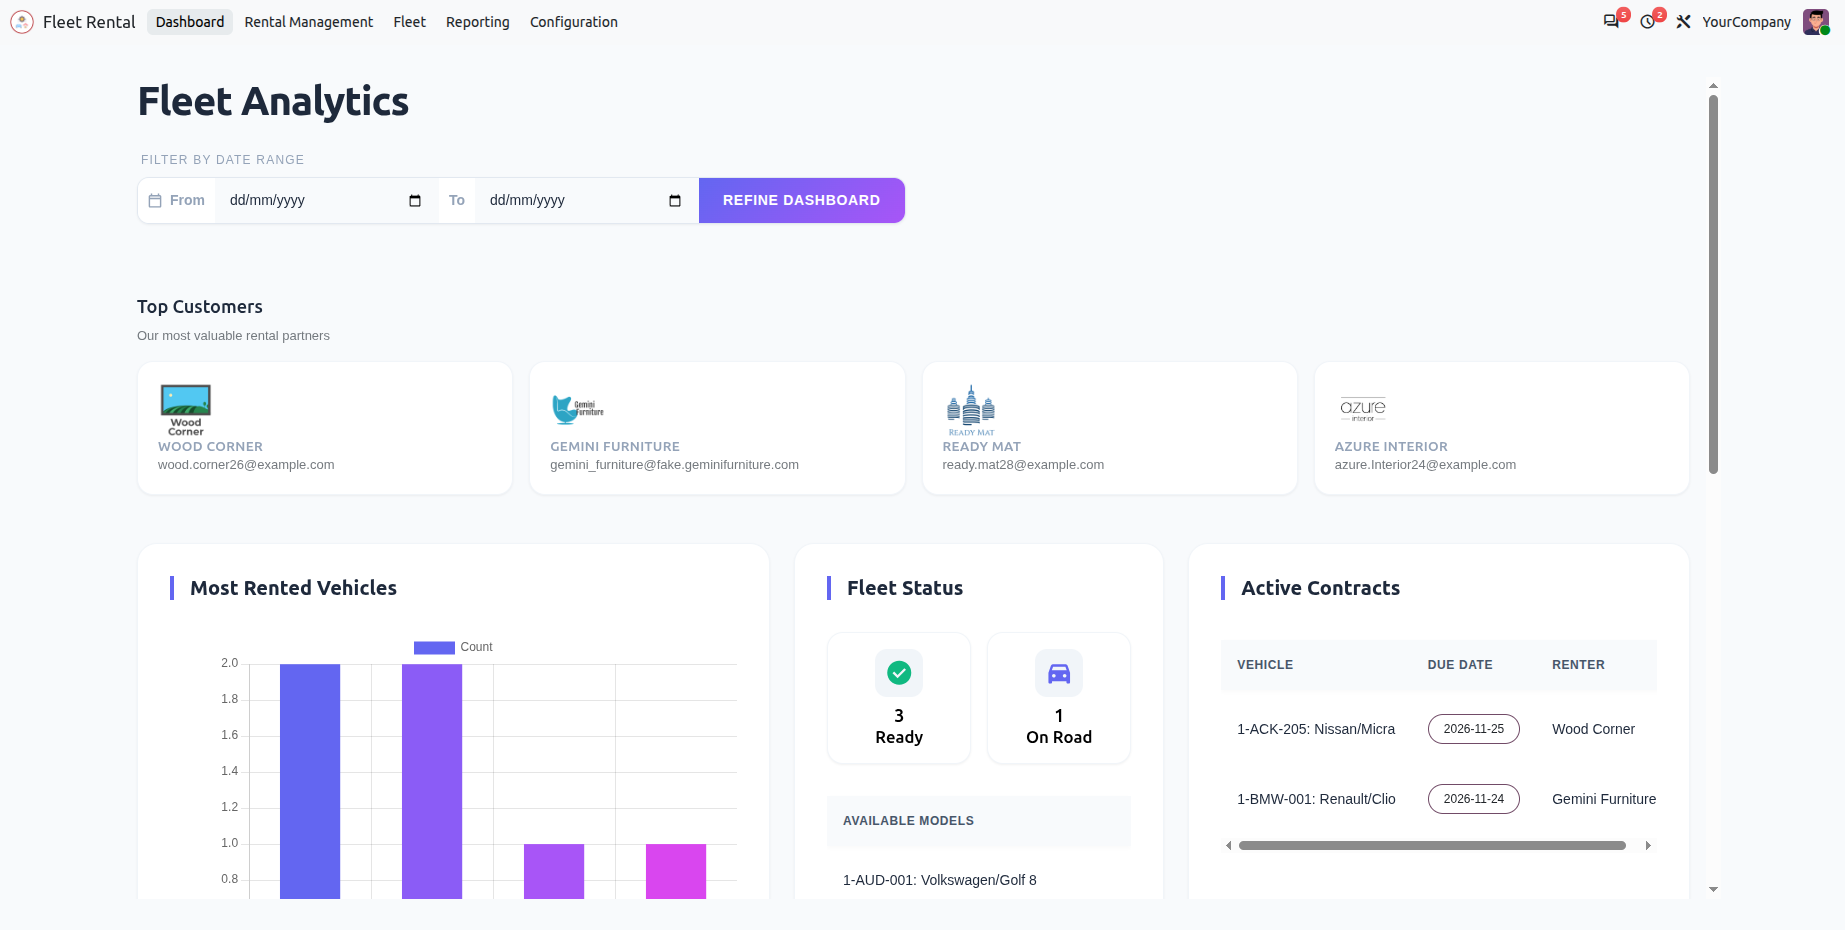 Fleet Rental Dashboard Rental Management Fleet Reporting Configuration 5 2 YourCompany
Fleet Analytics
FILTER BY DATE RANGE
From dd/mm/yyyy To dd/mm/yyyy REFINE DASHBOARD
Top Customers
Our most valuable rental partners
Wood
Corner
WOOD CORNER
wood.corner26@example.com
Gemini
Furniture
GEMINI FURNITURE
gemini_furniture@fake.geminifurniture.com
READY MAT
READY MAT
ready.mat28@example.com
azure
interior
AZURE INTERIOR
azure.Interior24@example.com
Most Rented Vehicles
Count
2.0
1.8
1.6
1.4
1.2
1.0
0.8
Fleet Status
3
Ready
1
On Road
AVAILABLE MODELS
1-AUD-001: Volkswagen/Golf 8
Active Contracts
VEHICLE DUE DATE RENTER
1-ACK-205: Nissan/Micra 2026-11-25 Wood Corner
1-BMW-001: Renault/Clio 2026-11-24 Gemini Furniture